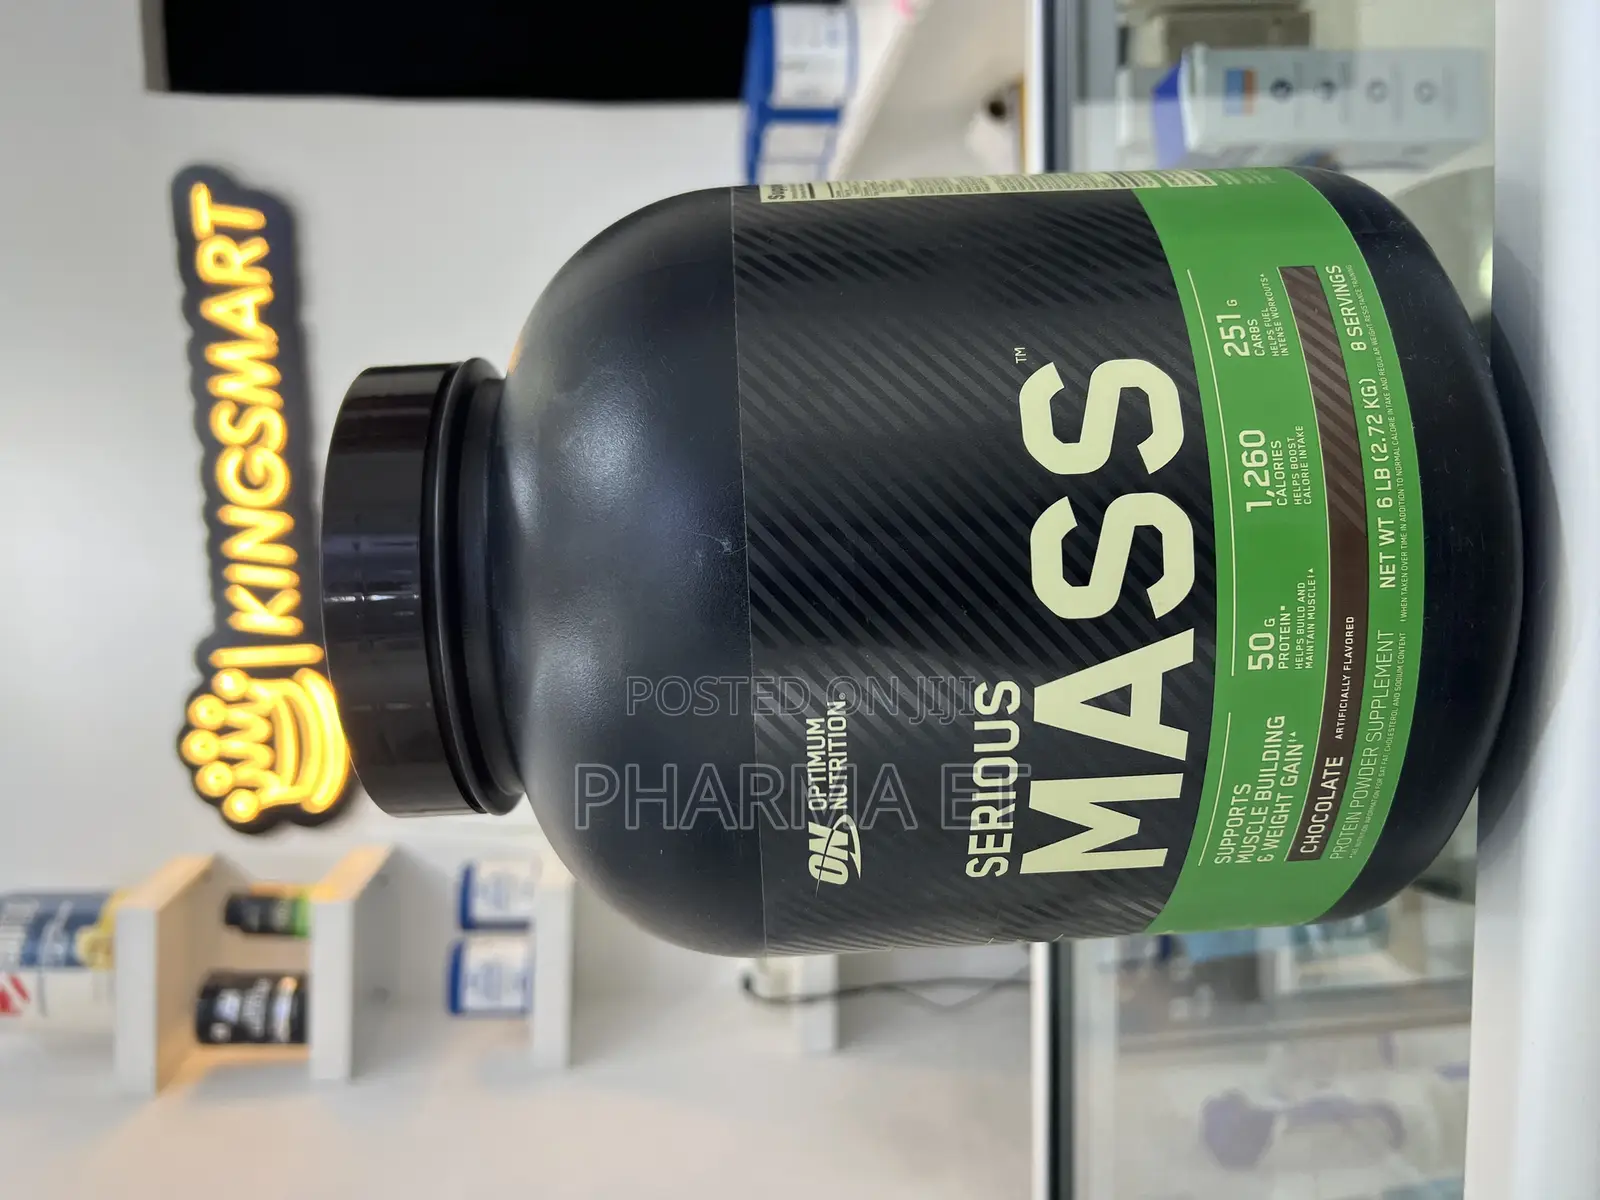 KINGSMART
POSTED ON JIJI
PHARMA ET
ON OPTIMUM
NUTRITION®
SERIOUS
MASS™
SUPPORTS
MUSCLE BUILDING
& WEIGHT GAIN!▲
50 G
PROTEIN■
HELPS BUILD AND
MAINTAIN MUSCLE!▲
1,260
CALORIES
HELPS BOOST
CALORIE INTAKE
251 G
CARBS
HELPS FUEL
INTENSE WORKOUTS▲
CHOCOLATE ARTIFICIALLY FLAVORED
PROTEIN POWDER SUPPLEMENT NET WT 6 LB (2.72 KG) 8 SERVINGS